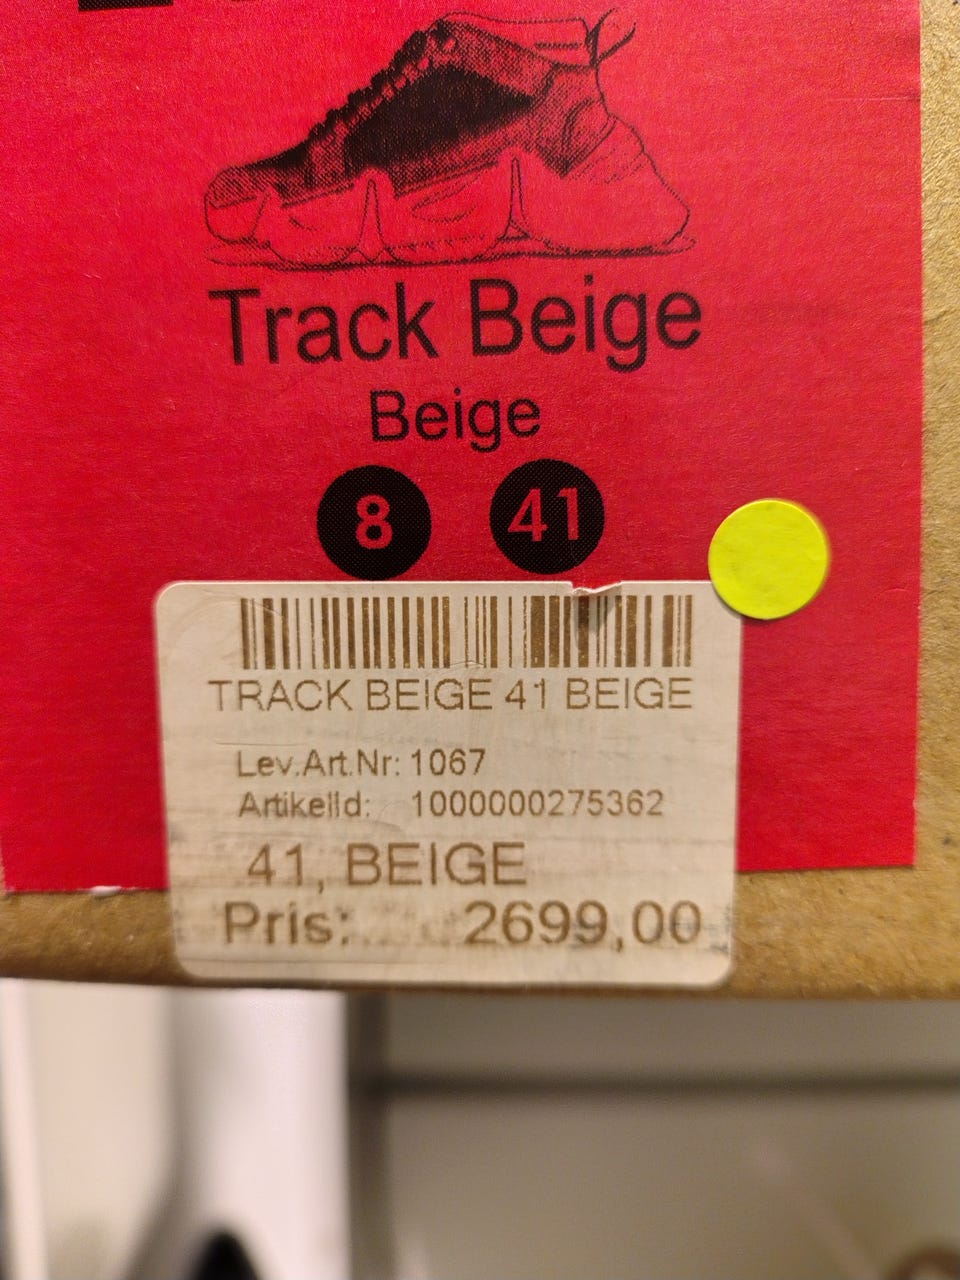 Track Beige
Beige
8 41
TRACK BEIGE 41 BEIGE
Lev.Art.Nr: 1067
ArtikelId: 1000000275362
41, BEIGE
Pris: 2699,00